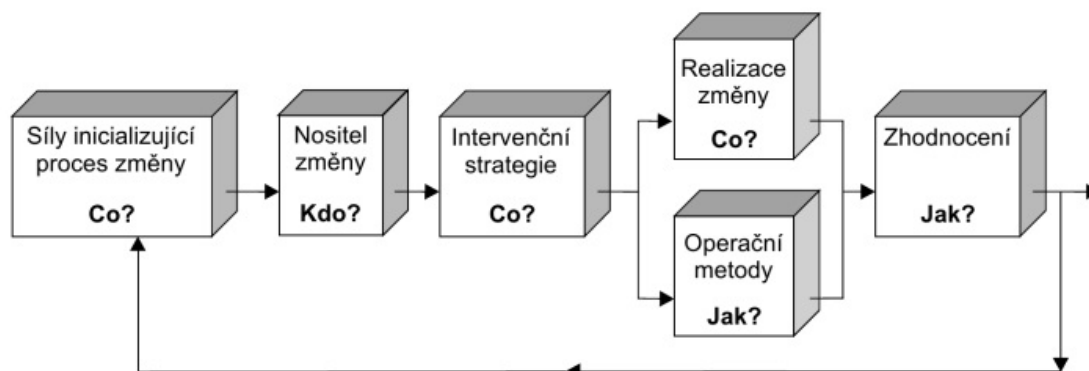 Síly inicializující
proces změny
Co?
Nositel
změny
Kdo?
Intervenční
strategie
Co?
Realizace
změny
Co?
Operační
metody
Jak?
Zhodnocení
Jak?